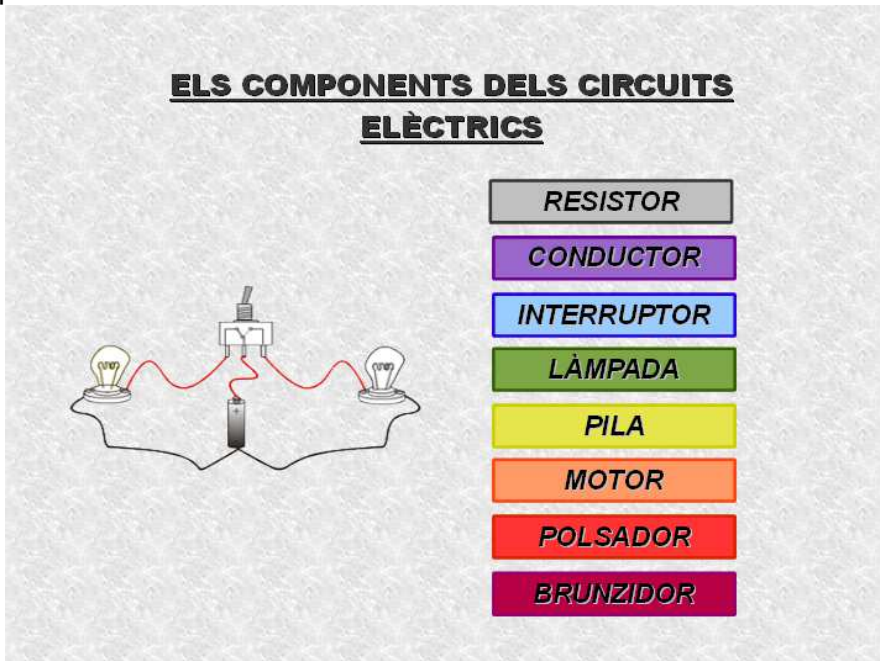 ELS COMPONENTS DELS CIRCUITS
ELÈCTRICS
RESISTOR
CONDUCTOR
INTERRUPTOR
LÀMPADA
PILA
MOTOR
POLSADOR
BRUNZIDOR